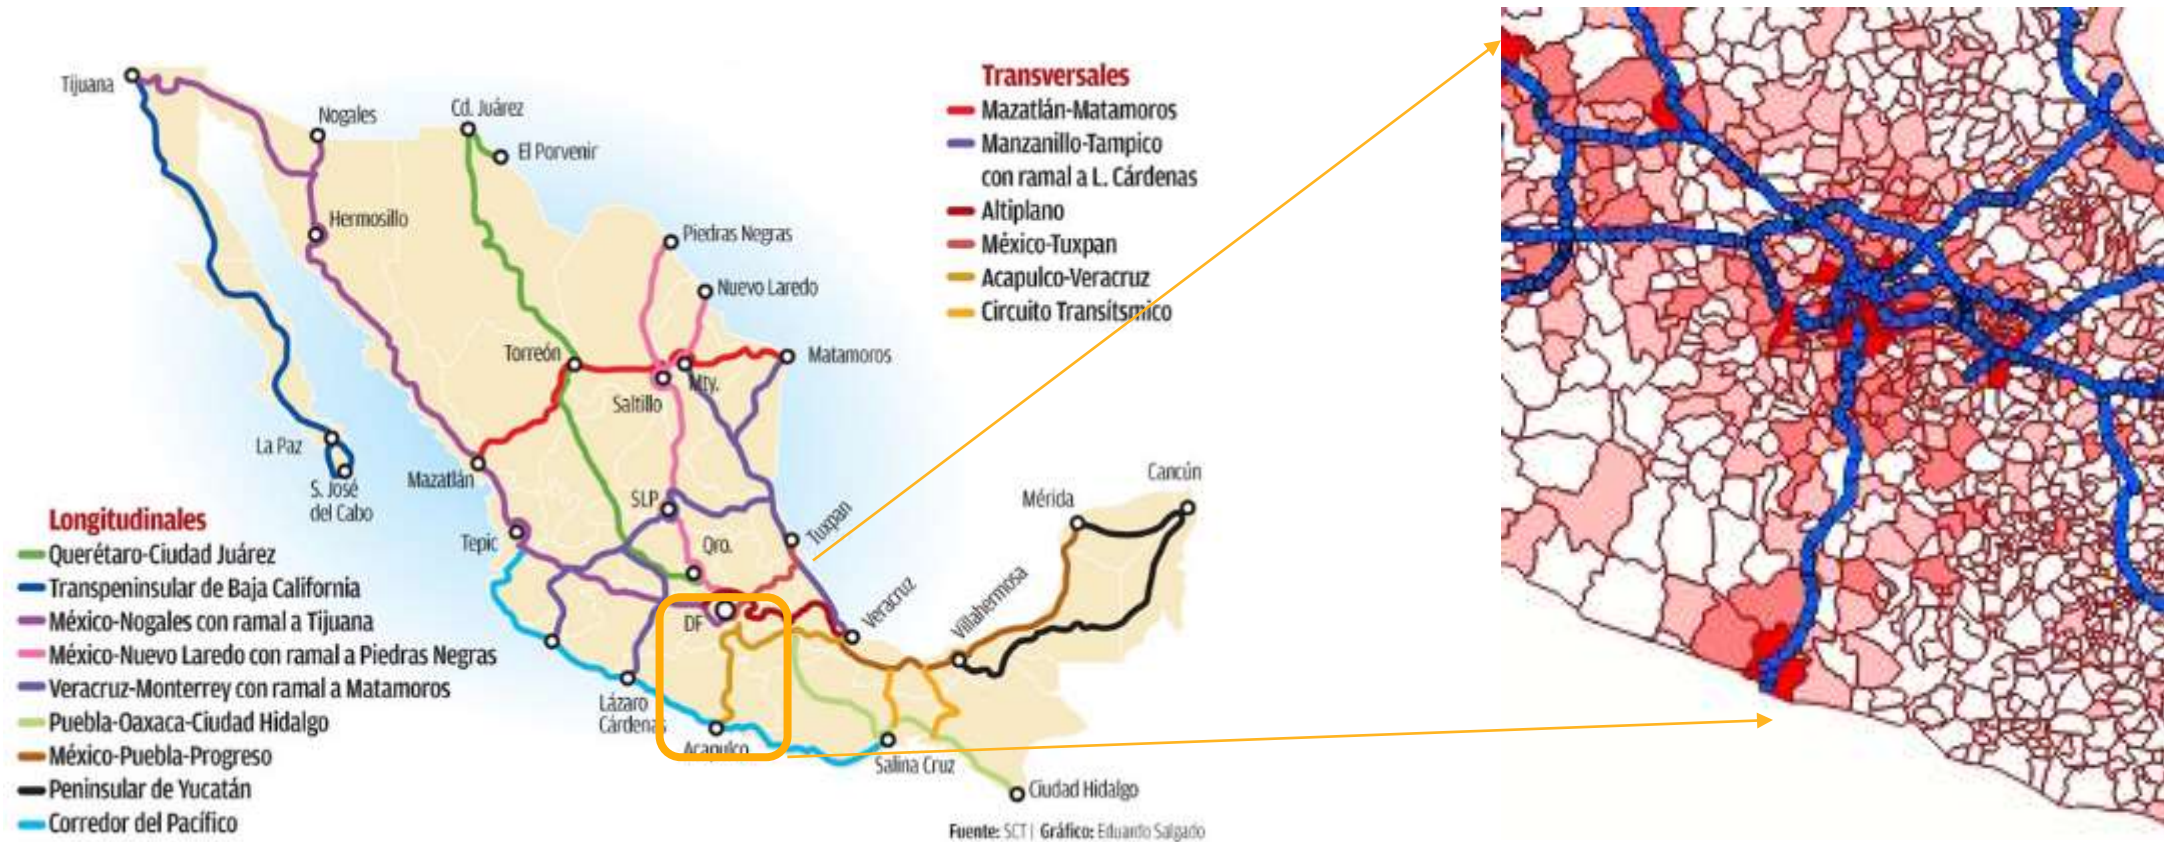 Tijuana
Nogales
Cd. Juárez
El Porvenir
Hermosillo
Piedras Negras
Nuevo Laredo
Torreón
Matamoros
Mty.
Saltillo
La Paz
S. José
del Cabo
Mazatlán
SLP
Tepic
Qro.
Tuxpan
Mérida
Cancún
DF
Veracruz
Villahermosa
Lázaro
Cárdenas
Acapulco
Salina Cruz
Ciudad Hidalgo
Transversales
Mazatlán-Matamoros
Manzanillo-Tampico
con ramal a L. Cárdenas
Altiplano
México-Tuxpan
Acapulco-Veracruz
Circuito Transítsmico
Longitudinales
Querétaro-Ciudad Juárez
Transpeninsular de Baja California
México-Nogales con ramal a Tijuana
México-Nuevo Laredo con ramal a Piedras Negras
Veracruz-Monterrey con ramal a Matamoros
Puebla-Oaxaca-Ciudad Hidalgo
México-Puebla-Progreso
Peninsular de Yucatán
Corredor del Pacífico
Fuente: SCT | Gráfico: Eduardo Salgado